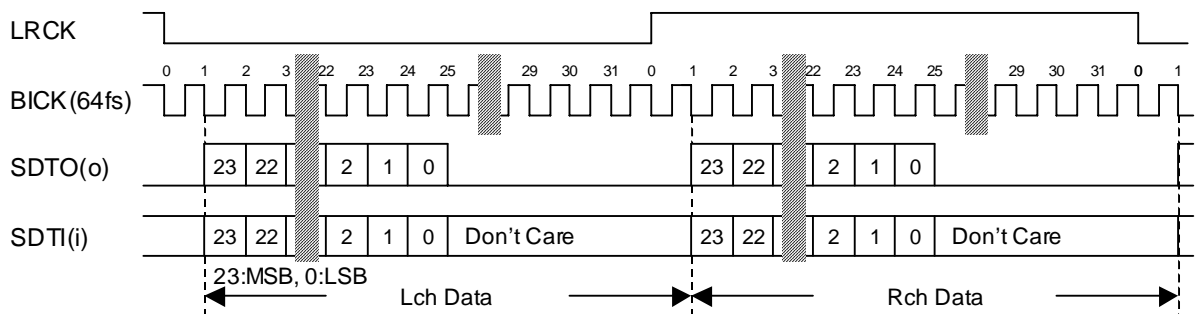 LRCK
0 1 2 3 22 23 24 25 29 30 31 0 1 2 3 22 23 24 25 29 30 31 0 1
BICK(64fs)
SDTO(o) 23 22 2 1 0 23 22 2 1 0
SDTI(i) 23 22 2 1 0 Don't Care 23 22 2 1 0 Don't Care
23:MSB, 0:LSB
Lch Data Rch Data